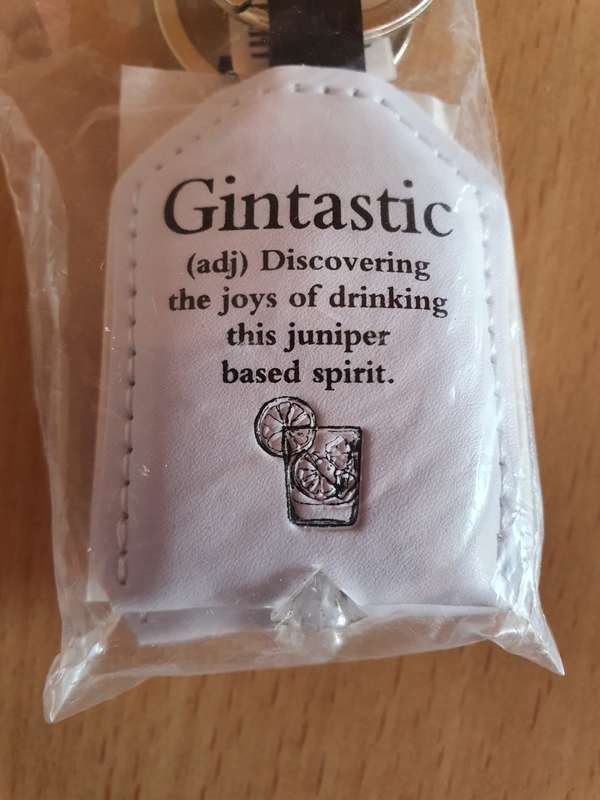 Gintastic
(adj) Discovering
the joys of drinking
this juniper
based spirit.